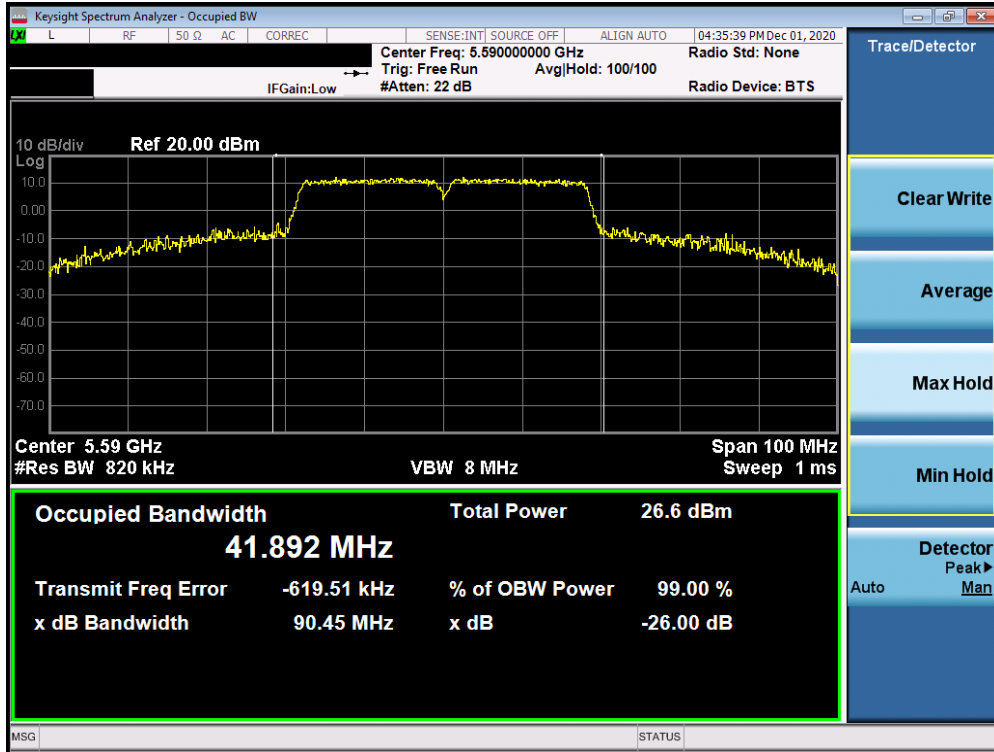 Keysight Spectrum Analyzer - Occupied BW
LXI L RF 50 Ω AC CORREC SENSE:INT SOURCE OFF ALIGN AUTO 04:35:39 PM Dec 01, 2020
Center Freq: 5.590000000 GHz Radio Std: None
Trig: Free Run Avg|Hold: 100/100
IFGain:Low #Atten: 22 dB Radio Device: BTS
Trace/Detector
10 dB/div Ref 20.00 dBm
Log
10.0
0.00
-10.0
-20.0
-30.0
-40.0
-50.0
-60.0
-70.0
Center 5.59 GHz Span 100 MHz
#Res BW 820 kHz VBW 8 MHz Sweep 1 ms
Occupied Bandwidth Total Power 26.6 dBm
41.892 MHz
Transmit Freq Error -619.51 kHz % of OBW Power 99.00 %
x dB Bandwidth 90.45 MHz x dB -26.00 dB
Clear Write
Average
Max Hold
Min Hold
Detector
Peak▶
Auto Man
MSG STATUS